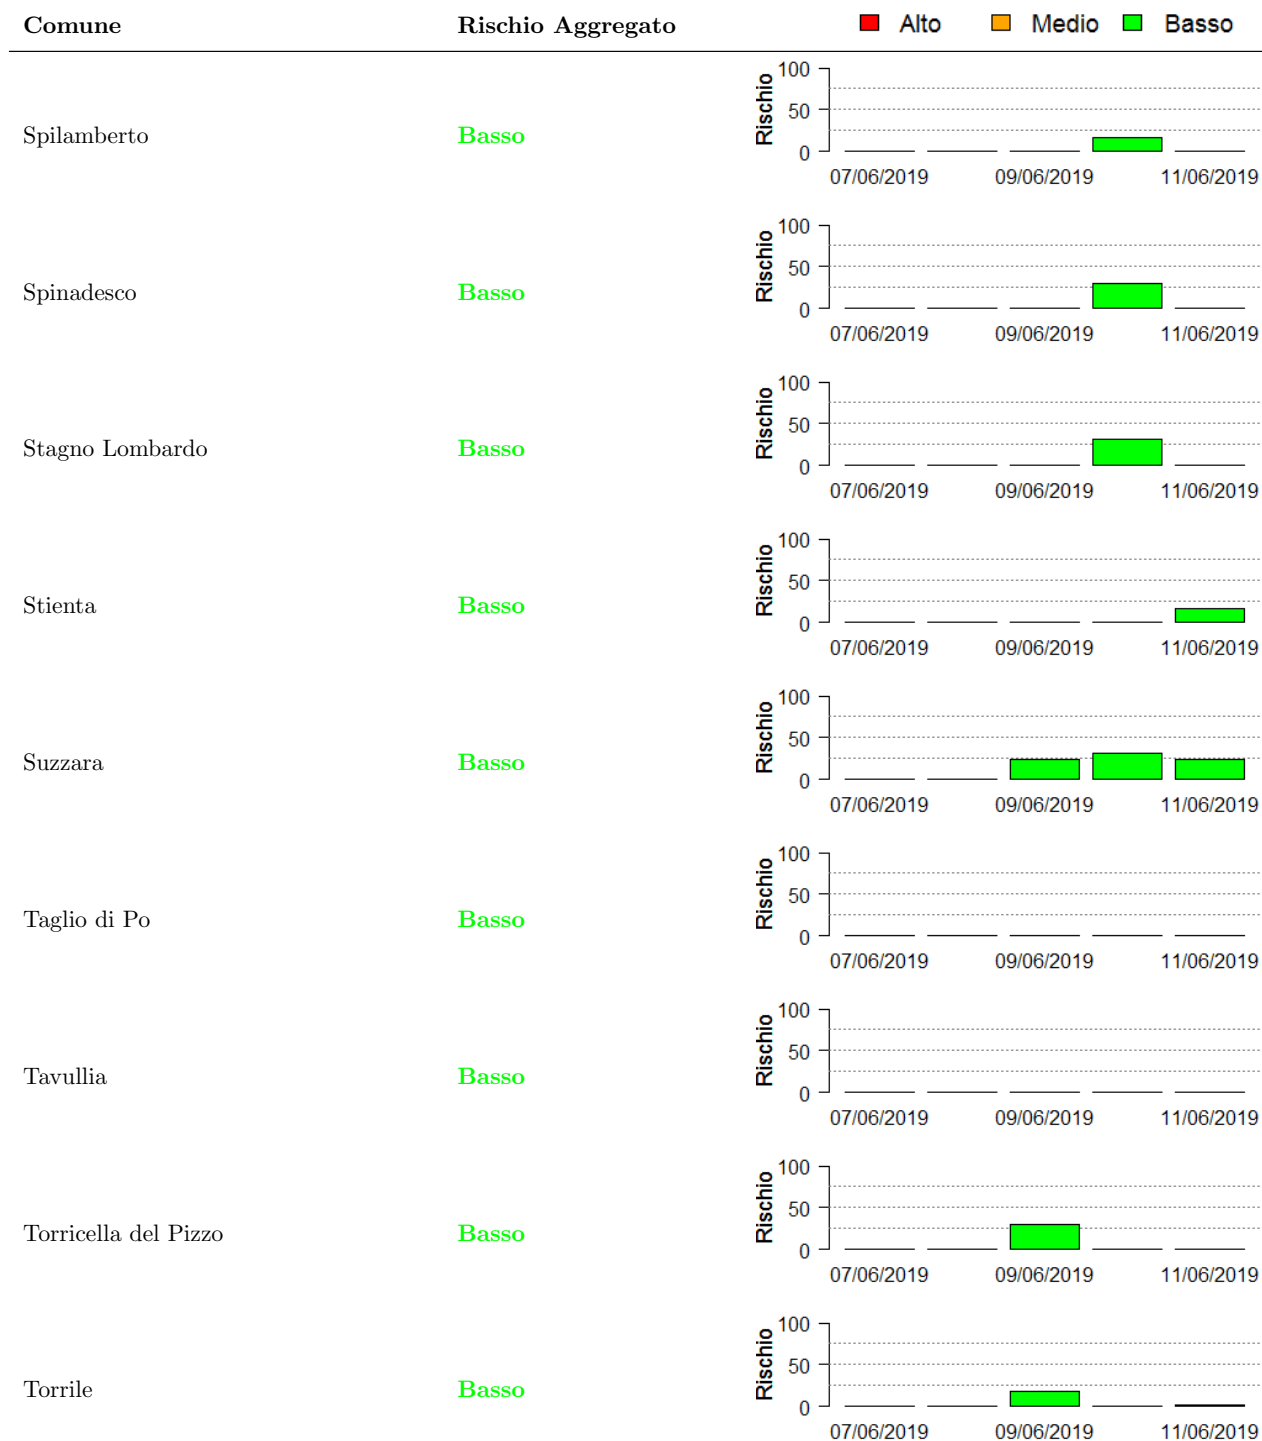 Comune Rischio Aggregato Alto Medio Basso
Spilamberto Basso Rischio 100 50 0
07/06/2019 09/06/2019 11/06/2019
Spinadesco Basso Rischio 100 50 0
07/06/2019 09/06/2019 11/06/2019
Stagno Lombardo Basso Rischio 100 50 0
07/06/2019 09/06/2019 11/06/2019
Stienta Basso Rischio 100 50 0
07/06/2019 09/06/2019 11/06/2019
Suzzara Basso Rischio 100 50 0
07/06/2019 09/06/2019 11/06/2019
Taglio di Po Basso Rischio 100 50 0
07/06/2019 09/06/2019 11/06/2019
Tavullia Basso Rischio 100 50 0
07/06/2019 09/06/2019 11/06/2019
Torricella del Pizzo Basso Rischio 100 50 0
07/06/2019 09/06/2019 11/06/2019
Torrile Basso Rischio 100 50 0
07/06/2019 09/06/2019 11/06/2019